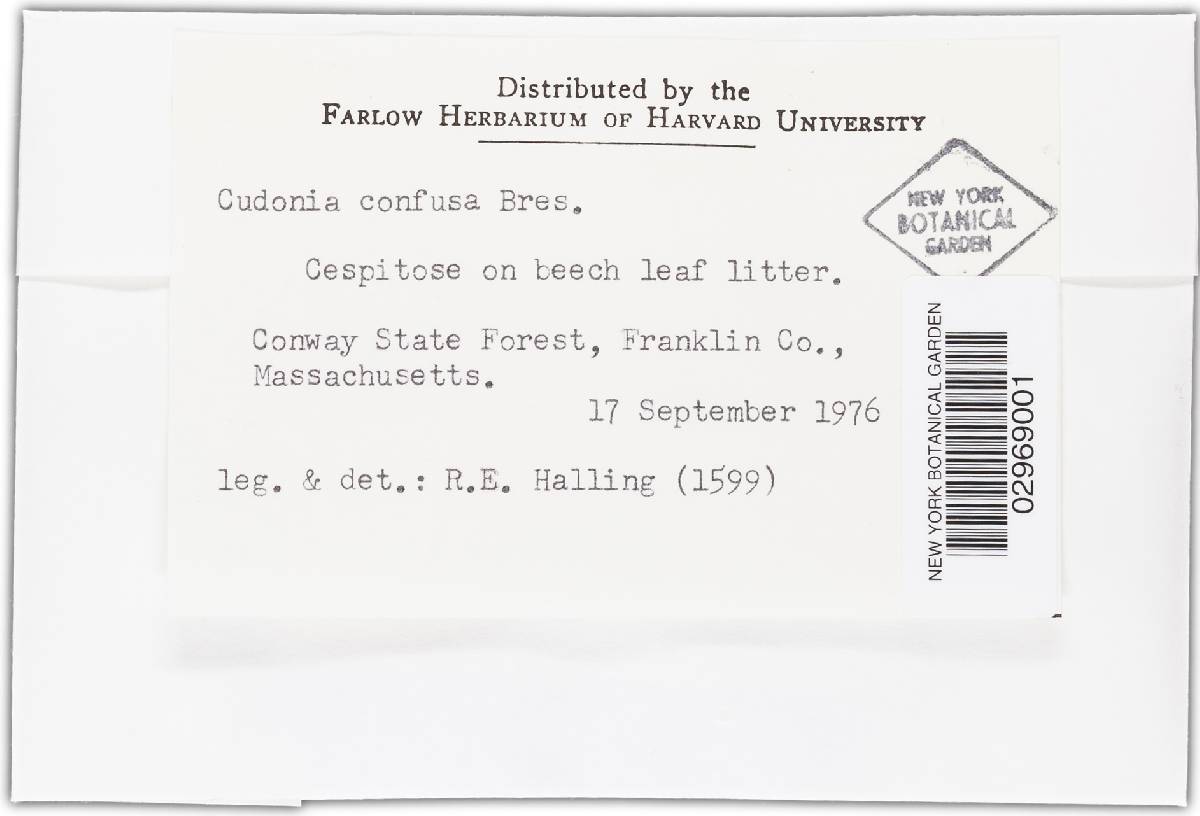 Distributed by the
FARLOW HERBARIUM OF HARVARD UNIVERSITY
NEW YORK
BOTANICAL
GARDEN
Cudonia confusa Bres.
Cespitose on beech leaf litter.
Conway State Forest, Franklin Co.,
Massachusetts.
17 September 1976
leg. & det.: R.E. Halling (1599)
NEW YORK BOTANICAL GARDEN
02969001